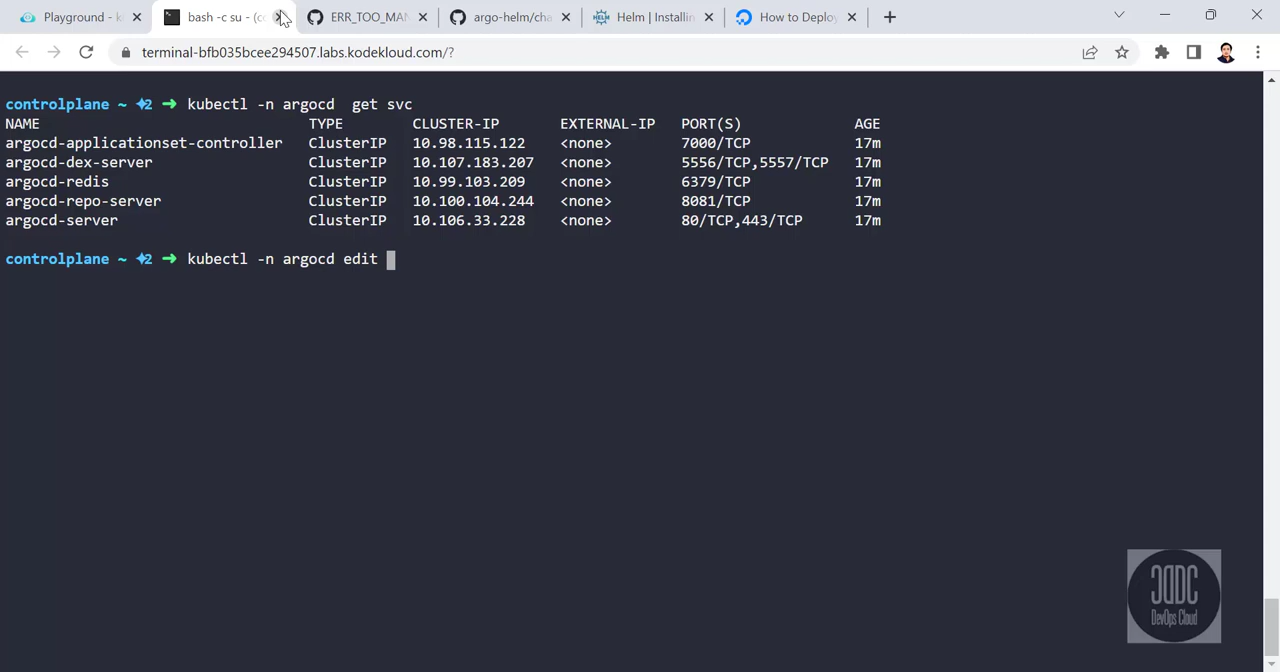 Playground - k
bash -c su - (co
ERR_TOO_MAN
argo-helm/cha
HELM
Helm | Installin
How to Deploy
terminal-bfb035bcee294507.labs.kodekloud.com/?
controlplane ~ ✦2 ➜ kubectl -n argocd  get svc
NAME TYPE CLUSTER-IP EXTERNAL-IP PORT(S) AGE
argocd-applicationset-controller ClusterIP 10.98.115.122 <none> 7000/TCP 17m
argocd-dex-server ClusterIP 10.107.183.207 <none> 5556/TCP,5557/TCP 17m
argocd-redis ClusterIP 10.99.103.209 <none> 6379/TCP 17m
argocd-repo-server ClusterIP 10.100.104.244 <none> 8081/TCP 17m
argocd-server ClusterIP 10.106.33.228 <none> 80/TCP,443/TCP 17m
controlplane ~ ✦2 ➜ kubectl -n argocd edit
DevOps Cloud